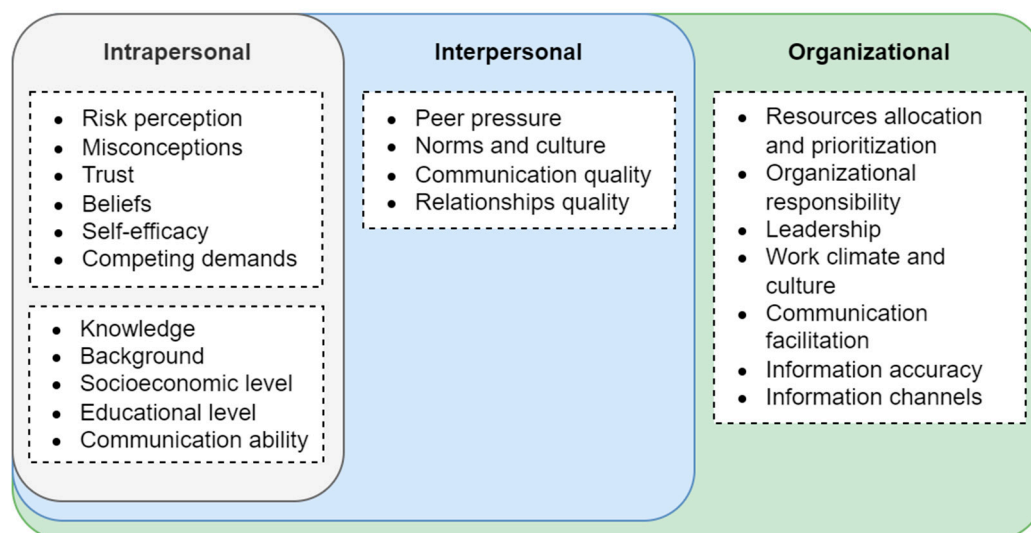 Intrapersonal
• Risk perception
• Misconceptions
• Trust
• Beliefs
• Self-efficacy
• Competing demands
• Knowledge
• Background
• Socioeconomic level
• Educational level
• Communication ability
Interpersonal
• Peer pressure
• Norms and culture
• Communication quality
• Relationships quality
Organizational
• Resources allocation
and prioritization
• Organizational
responsibility
• Leadership
• Work climate and
culture
• Communication
facilitation
• Information accuracy
• Information channels